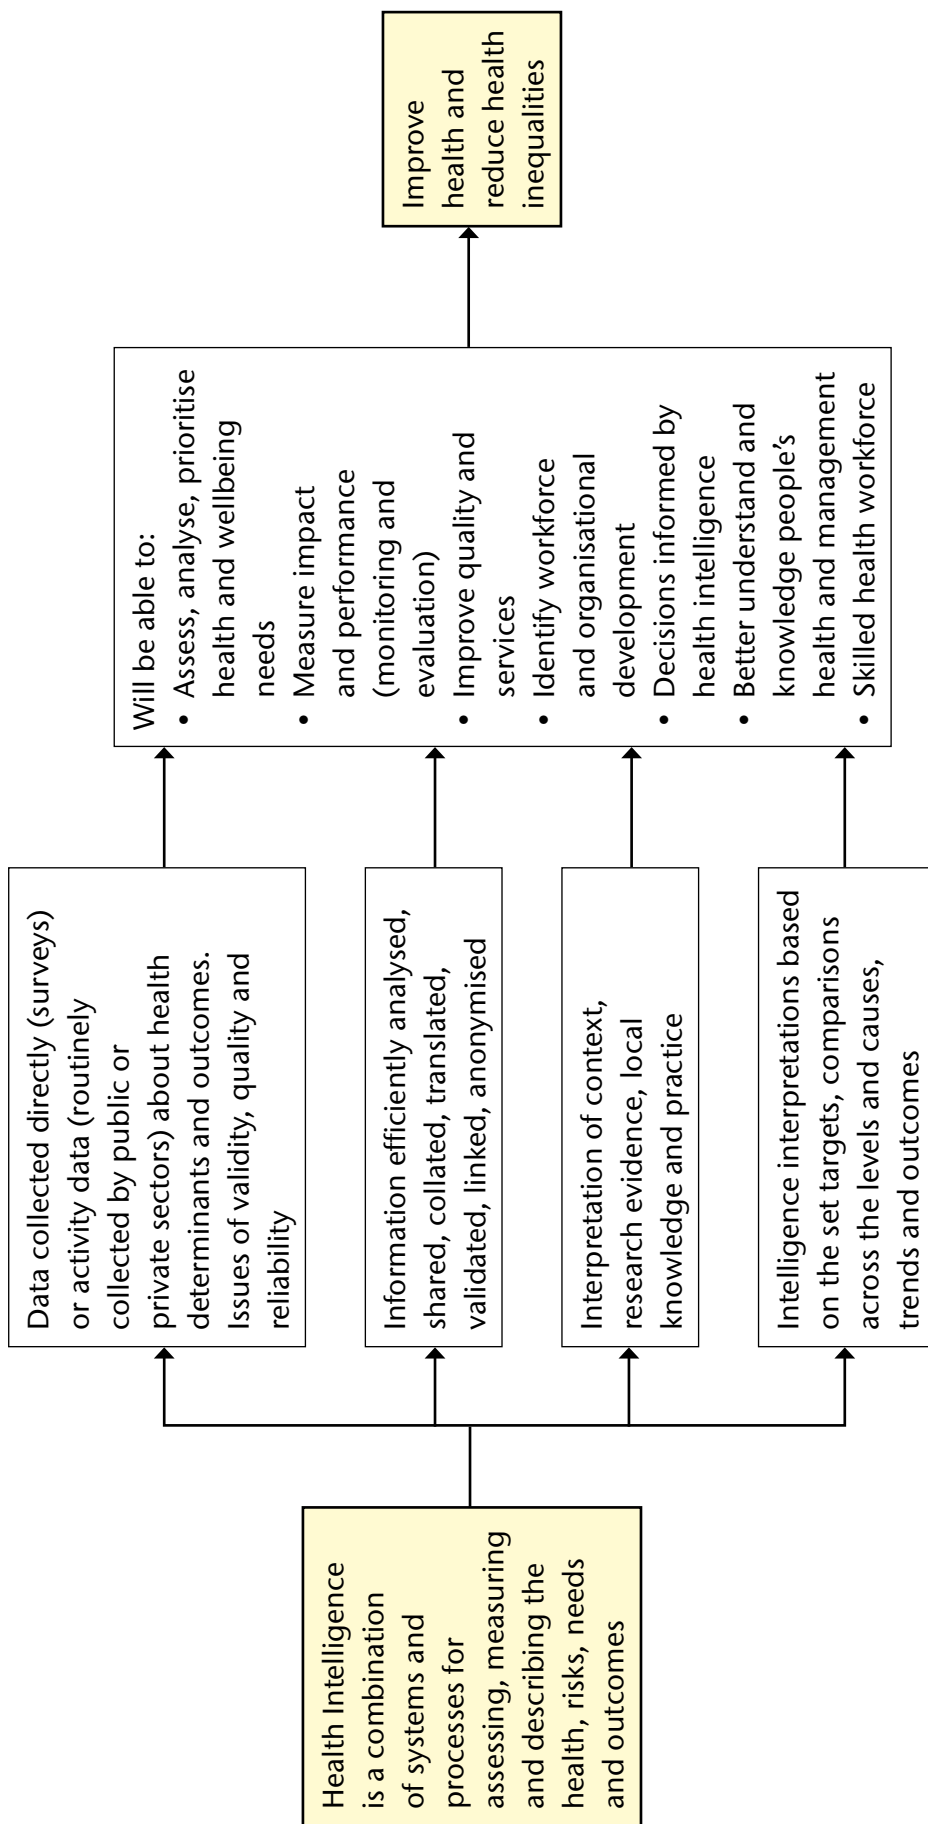 Health Intelligence
is a combination
of systems and
processes for
assessing, measuring
and describing the
health, risks, needs
and outcomes
Data collected directly (surveys)
or activity data (routinely
collected by public or
private sectors) about health
determinants and outcomes.
Issues of validity, quality and
reliability
Information efficiently analysed,
shared, collated, translated,
validated, linked, anonymised
Interpretation of context,
research evidence, local
knowledge and practice
Intelligence interpretations based
on the set targets, comparisons
across the levels and causes,
trends and outcomes
Will be able to:
• Assess, analyse, prioritise
health and wellbeing
needs
• Measure impact
and performance
(monitoring and
evaluation)
• Improve quality and
services
• Identify workforce
and organisational
development
• Decisions informed by
health intelligence
• Better understand and
knowledge people’s
health and management
• Skilled health workforce
Improve
health and
reduce health
inequalities